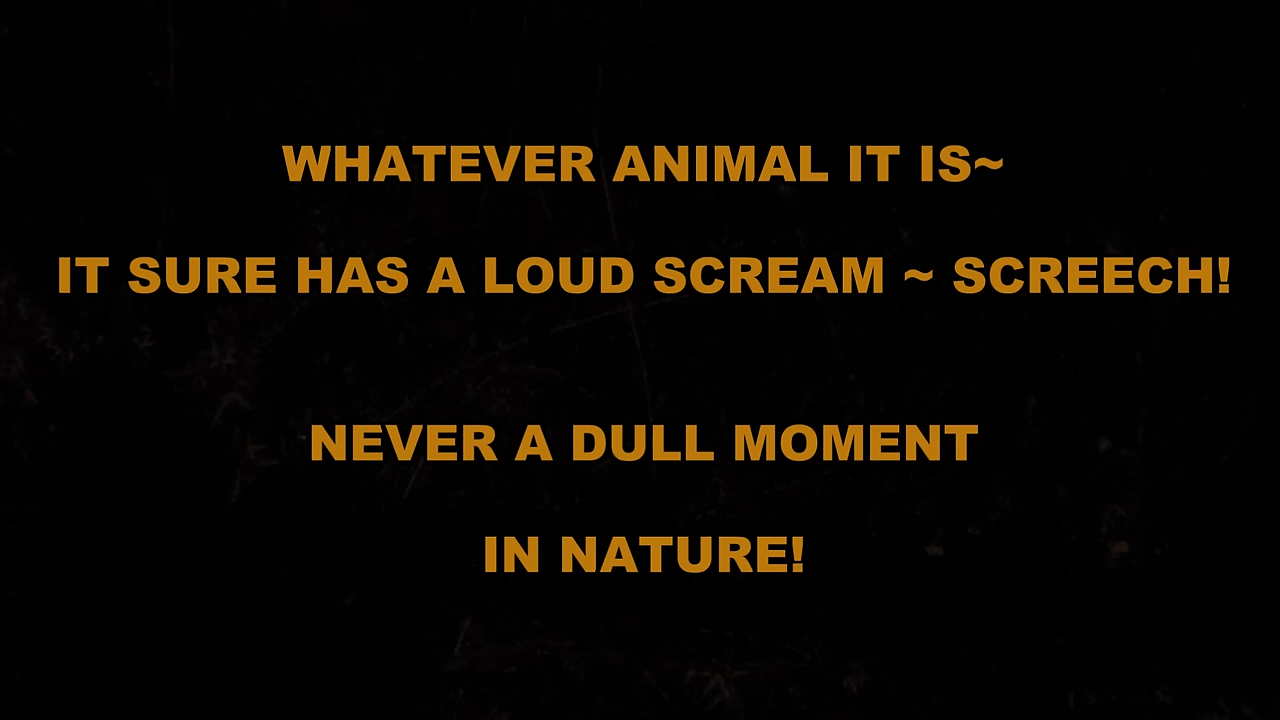 WHATEVER ANIMAL IT IS~
IT SURE HAS A LOUD SCREAM ~ SCREECH!
NEVER A DULL MOMENT
IN NATURE!